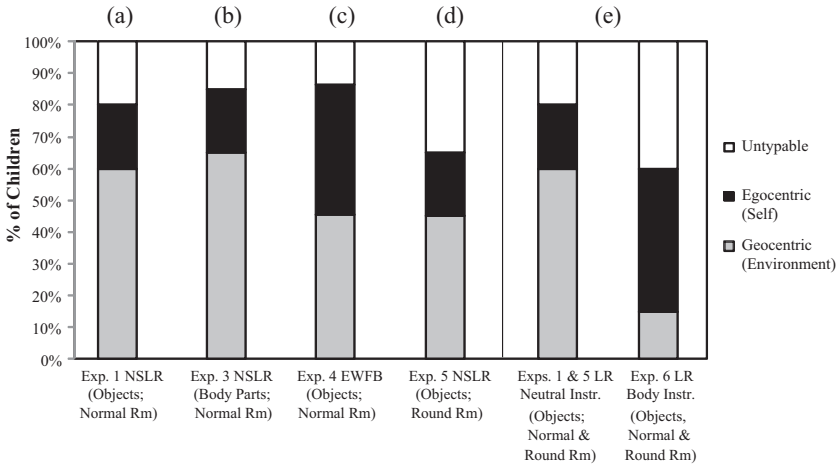 (a) (b) (c) (d) (e)
100%
90%
80%
70%
60%
50%
40%
30%
20%
10%
0%
% of Children
Untypable
Egocentric
(Self)
Geocentric
(Environment)
Exp. 1 NSLR
(Objects;
Normal Rm)
Exp. 3 NSLR
(Body Parts;
Normal Rm)
Exp. 4 EWFB
(Objects;
Normal Rm)
Exp. 5 NSLR
(Objects;
Round Rm)
Exps. 1 & 5 LR
Neutral Instr.
(Objects;
Normal &
Round Rm)
Exp. 6 LR
Body Instr.
(Objects,
Normal &
Round Rm)